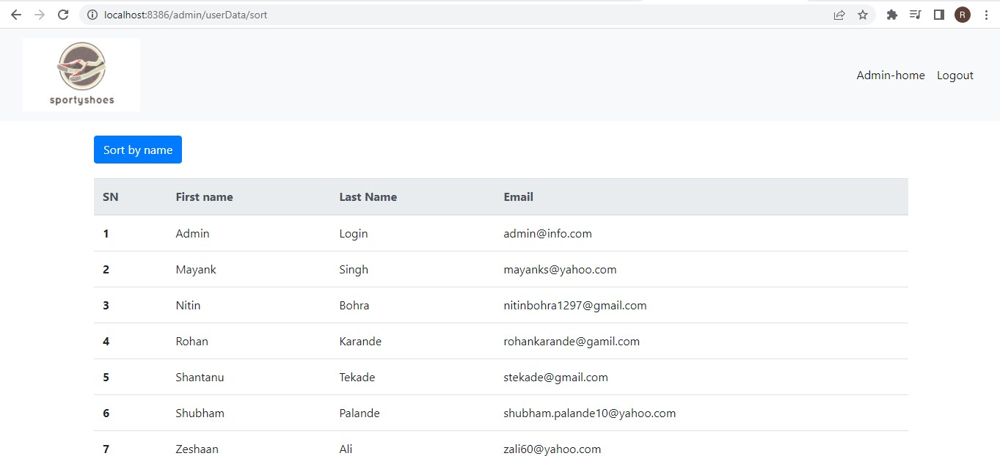 localhost:8386/admin/userData/sort
R
sportyshoes
Admin-home Logout
Sort by name
SN First name Last Name Email
1 Admin Login admin@info.com
2 Mayank Singh mayanks@yahoo.com
3 Nitin Bohra nitinbohra1297@gmail.com
4 Rohan Karande rohankarande@gamil.com
5 Shantanu Tekade stekade@gmail.com
6 Shubham Palande shubham.palande10@yahoo.com
7 Zeshaan Ali zali60@yahoo.com